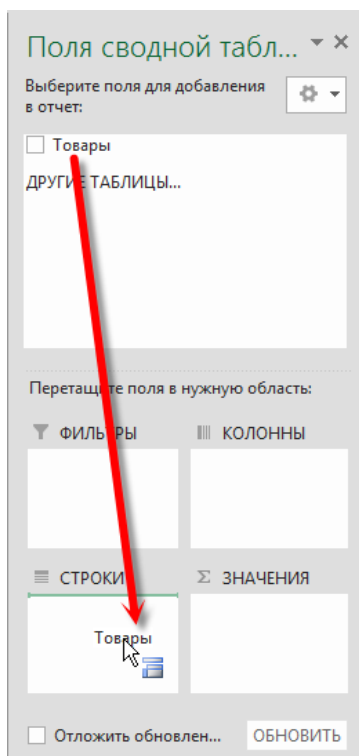 Поля сводной табл...
Выберите поля для добавления
в отчет:
Товары
ДРУГИЕ ТАБЛИЦЫ...
Перетащите поля в нужную область:
ФИЛЬТРЫ
КОЛОННЫ
СТРОКИ
ЗНАЧЕНИЯ
Товары
Отложить обновлен...
ОБНОВИТЬ